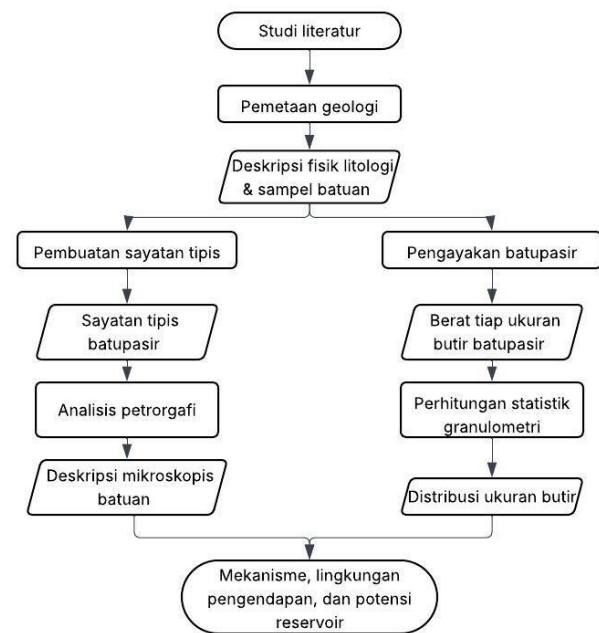 Studi literatur
Pemetaan geologi
Deskripsi fisik litologi
& sampel batuan
Pembuatan sayatan tipis
Pengayakan batupasir
Sayatan tipis
batupasir
Berat tiap ukuran
butir batupasir
Analisis petrorgafi
Perhitungan statistik
granulometri
Deskripsi mikroskopis
batuan
Distribusi ukuran butir
Mekanisme, lingkungan
pengendapan, dan potensi
reservoir